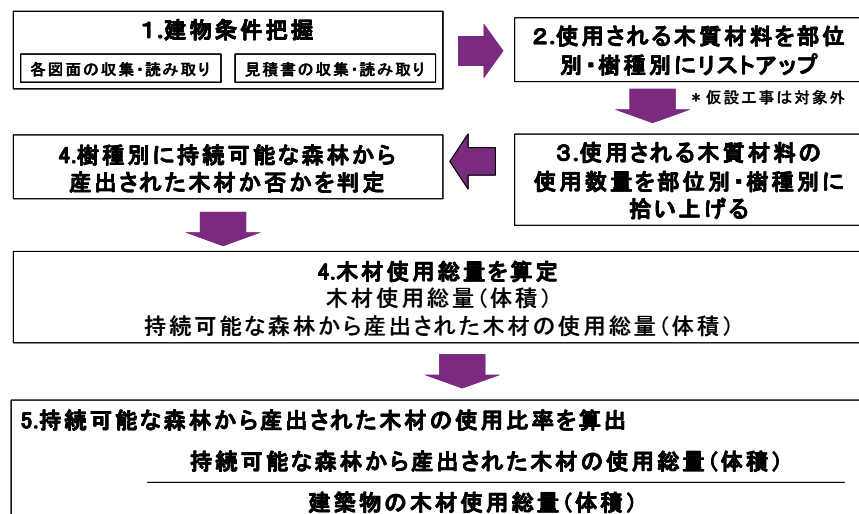 1.建物条件把握
各図面の収集・読み取り
見積書の収集・読み取り
2.使用される木質材料を部位
別・樹種別にリストアップ
＊仮設工事は対象外
3.使用される木質材料の
使用数量を部位別・樹種別に
拾い上げる
4.樹種別に持続可能な森林から
産出された木材か否かを判定
4.木材使用総量を算定
木材使用総量(体積)
持続可能な森林から産出された木材の使用総量(体積)
5.持続可能な森林から産出された木材の使用比率を算出
持続可能な森林から産出された木材の使用総量(体積)
建築物の木材使用総量(体積)